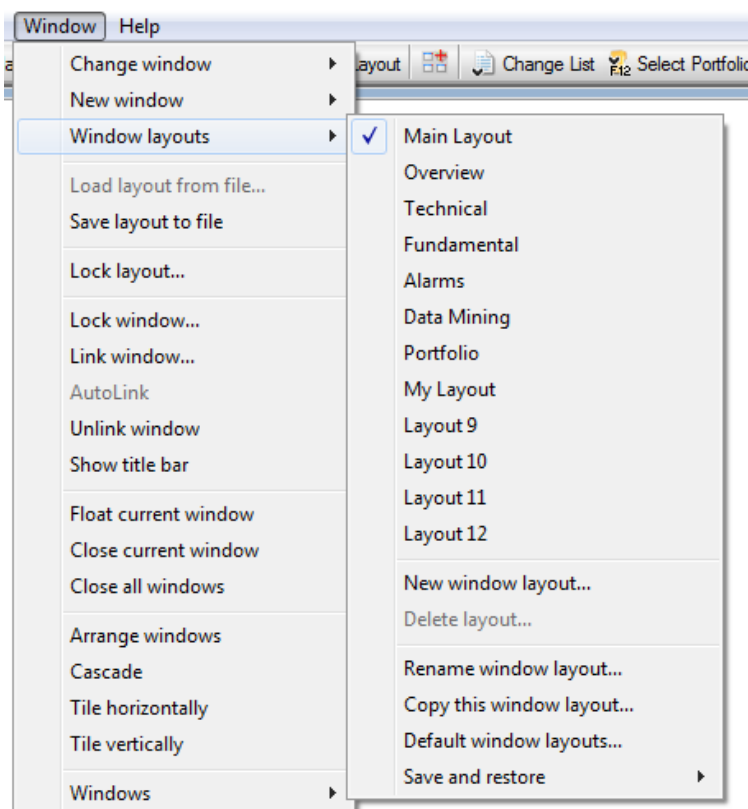 Window Help
ayout Change List F12 Select Portfolio
Change window
New window
Window layouts
Load layout from file...
Save layout to file
Lock layout...
Lock window...
Link window...
AutoLink
Unlink window
Show title bar
Float current window
Close current window
Close all windows
Arrange windows
Cascade
Tile horizontally
Tile vertically
Windows
Main Layout
Overview
Technical
Fundamental
Alarms
Data Mining
Portfolio
My Layout
Layout 9
Layout 10
Layout 11
Layout 12
New window layout...
Delete layout...
Rename window layout...
Copy this window layout...
Default window layouts...
Save and restore